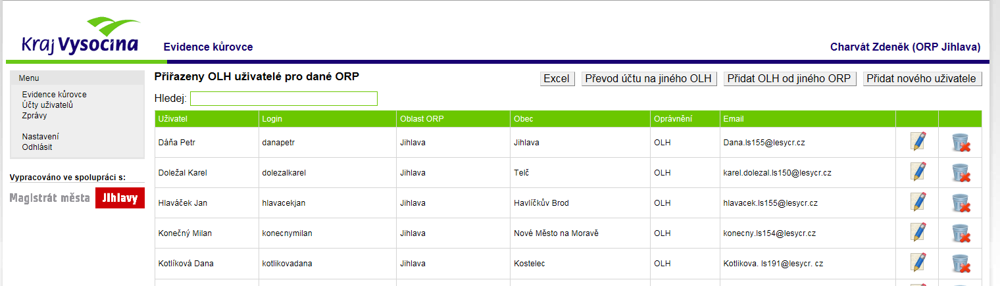 Kraj Vysočina
Evidence kůrovce
Charvát Zdeněk (ORP Jihlava)
Menu
Evidence kůrovce
Účty uživatelů
Zprávy
Nastavení
Odhlásit
Vypracováno ve spolupráci s:
Magistrát města Jihlavy
Přiřazeny OLH uživatelé pro dané ORP
Excel Převod účtu na jiného OLH Přidat OLH od jiného ORP Přidat nového uživatele
Hledej:
Uživatel Login Oblast ORP Obec Oprávnění Email
Dáňa Petr danapetr Jihlava Jihlava OLH Dana.ls155@lesycr.cz
Doležal Karel dolezalkarel Jihlava Telč OLH karel.dolezal.ls150@lesycr.cz
Hlaváček Jan hlavacekjan Jihlava Havlíčkův Brod OLH hlavacek.ls155@lesycr.cz
Konečný Milan konecnymilan Jihlava Nové Město na Moravě OLH konecny.ls154@lesycr.cz
Kotlíková Dana kotlikovadana Jihlava Kostelec OLH Kotlikova. ls191@lesycr. cz